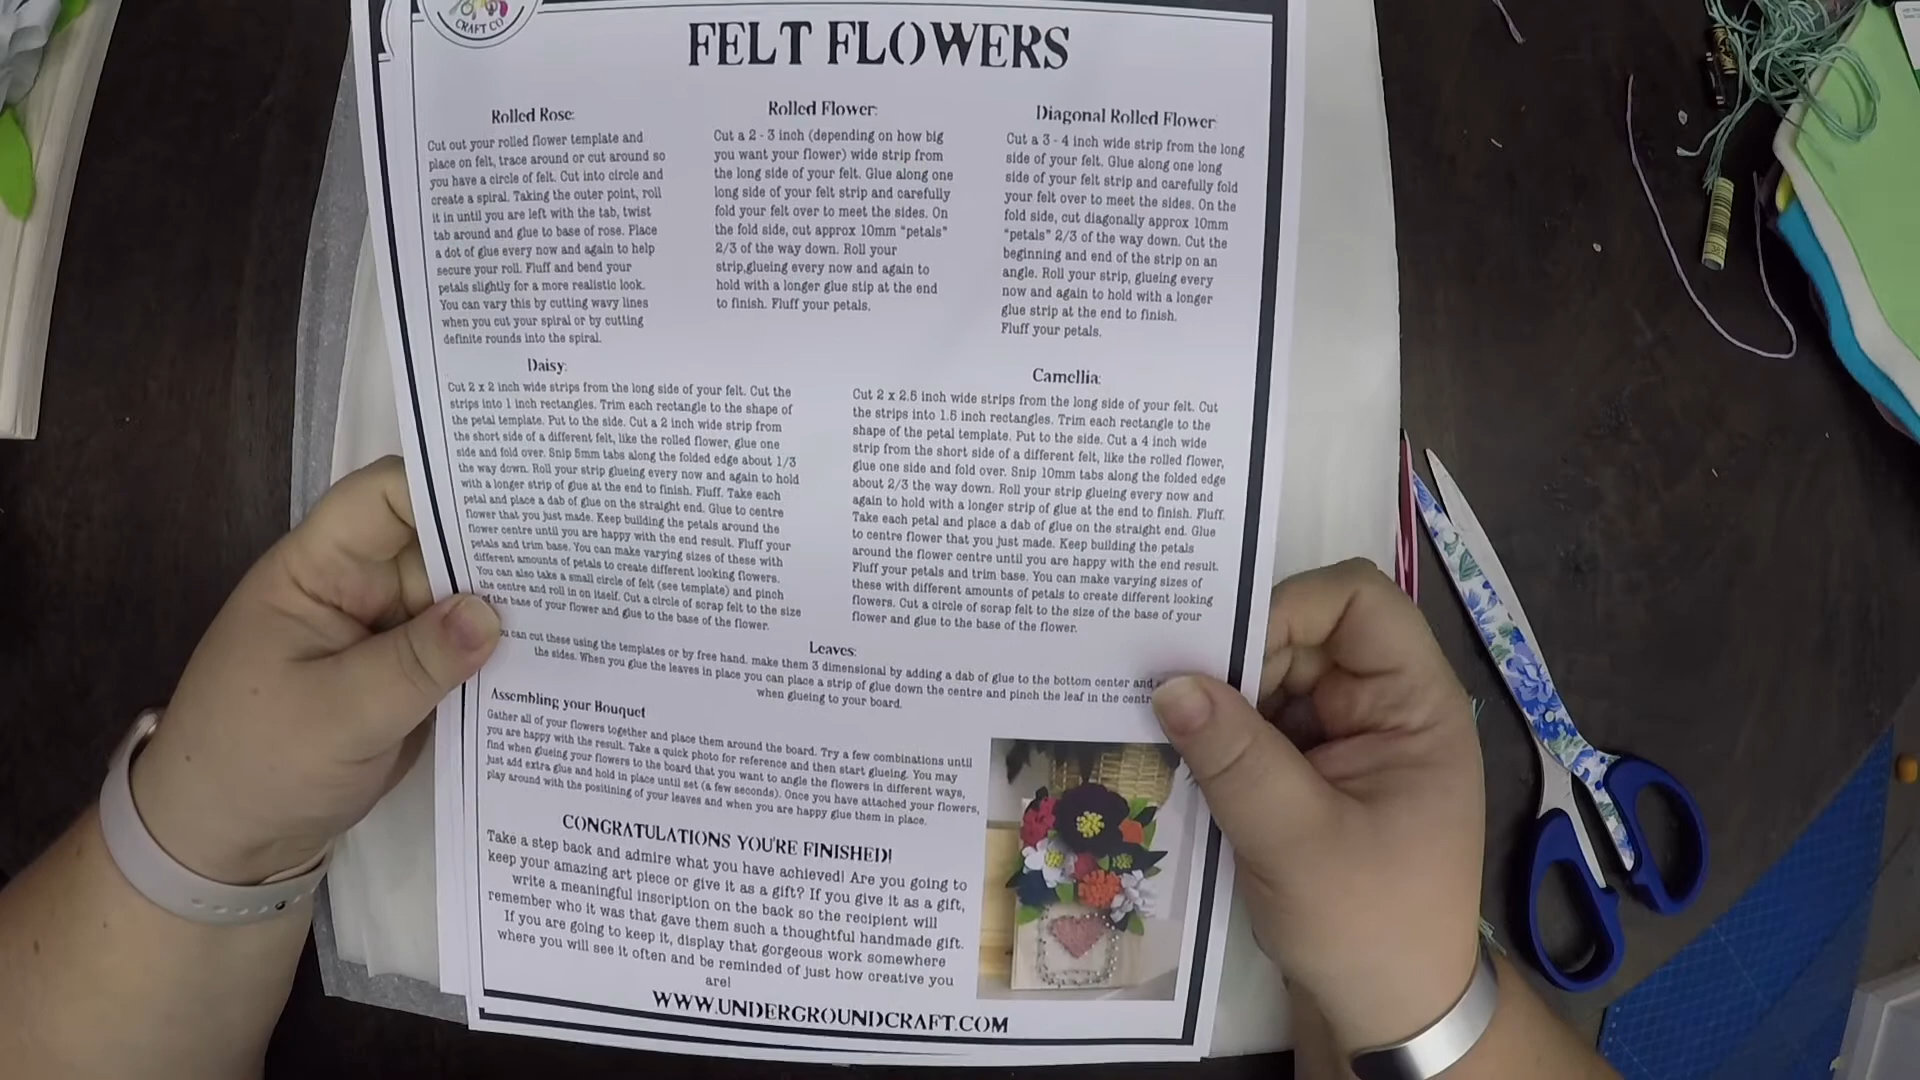 CRAFT CO.
FELT FLOWERS
Rolled Rose:
Cut out your rolled flower template and
place on felt, trace around or cut around so
you have a circle of felt. Cut into circle and
create a spiral. Taking the outer point, roll
it in until you are left with the tab, twist
tab around and glue to base of rose. Place
a dot of glue every now and again to help
secure your roll. Fluff and bend your
petals slightly for a more realistic look.
You can vary this by cutting wavy lines
when you cut your spiral or by cutting
definite rounds into the spiral.
Rolled Flower:
Cut a 2 - 3 inch (depending on how big
you want your flower) wide strip from
the long side of your felt. Glue along one
long side of your felt strip and carefully
fold your felt over to meet the sides. On
the fold side, cut approx 10mm "petals"
2/3 of the way down. Roll your
strip,glueing every now and again to
hold with a longer glue stip at the end
to finish. Fluff your petals.
Diagonal Rolled Flower:
Cut a 3 - 4 inch wide strip from the long
side of your felt. Glue along one long
side of your felt strip and carefully fold
your felt over to meet the sides. On the
fold side, cut diagonally approx 10mm
"petals" 2/3 of the way down. Cut the
beginning and end of the strip on an
angle. Roll your strip, glueing every
now and again to hold with a longer
glue strip at the end to finish.
Fluff your petals.
Daisy:
Cut 2 x 2 inch wide strips from the long side of your felt. Cut the
strips into 1 inch rectangles. Trim each rectangle to the shape of
the petal template. Put to the side. Cut a 2 inch wide strip from
the short side of a different felt, like the rolled flower, glue one
side and fold over. Snip 5mm tabs along the folded edge about 1/3
the way down. Roll your strip glueing every now and again to hold
with a longer strip of glue at the end to finish. Fluff. Take each
petal and place a dab of glue on the straight end. Glue to centre
flower that you just made. Keep building the petals around the
flower centre until you are happy with the end result. Fluff your
petals and trim base. You can make varying sizes of these with
different amounts of petals to create different looking flowers.
You can also take a small circle of felt (see template) and pinch
the centre and roll in on itself. Cut a circle of scrap felt to the size
of the base of your flower and glue to the base of the flower.
Camellia:
Cut 2 x 2.5 inch wide strips from the long side of your felt. Cut
the strips into 1.5 inch rectangles. Trim each rectangle to the
shape of the petal template. Put to the side. Cut a 4 inch wide
strip from the short side of a different felt, like the rolled flower,
glue one side and fold over. Snip 10mm tabs along the folded edge
about 2/3 the way down. Roll your strip glueing every now and
again to hold with a longer strip of glue at the end to finish. Fluff.
Take each petal and place a dab of glue on the straight end. Glue
to centre flower that you just made. Keep building the petals
around the flower centre until you are happy with the end result.
Fluff your petals and trim base. You can make varying sizes of
these with different amounts of petals to create different looking
flowers. Cut a circle of scrap felt to the size of the base of your
flower and glue to the base of the flower.
Leaves:
can cut these using the templates or by free hand. make them 3 dimensional by adding a dab of glue to the bottom center and
the sides. When you glue the leaves in place you can place a strip of glue down the centre and pinch the leaf in the
when glueing to your board.
Assembling your Bouquet
Gather all of your flowers together and place them around the board. Try a few combinations until
you are happy with the result. Take a quick photo for reference and then start glueing. You may
find when glueing your flowers to the board that you want to angle the flowers in different ways,
just add extra glue and hold in place until set (a few seconds). Once you have attached your flowers,
play around with the positining of your leaves and when you are happy glue them in place.
CONGRATULATIONS YOU'RE FINISHED!
Take a step back and admire what you have achieved! Are you going to
keep your amazing art piece or give it as a gift? If you give it as a gift,
write a meaningful inscription on the back so the recipient will
remember who it was that gave them such a thoughtful handmade gift.
If you are going to keep it, display that gorgeous work somewhere
where you will see it often and be reminded of just how creative you
are!
WWW.UNDERGROUNDCRAFT.COM